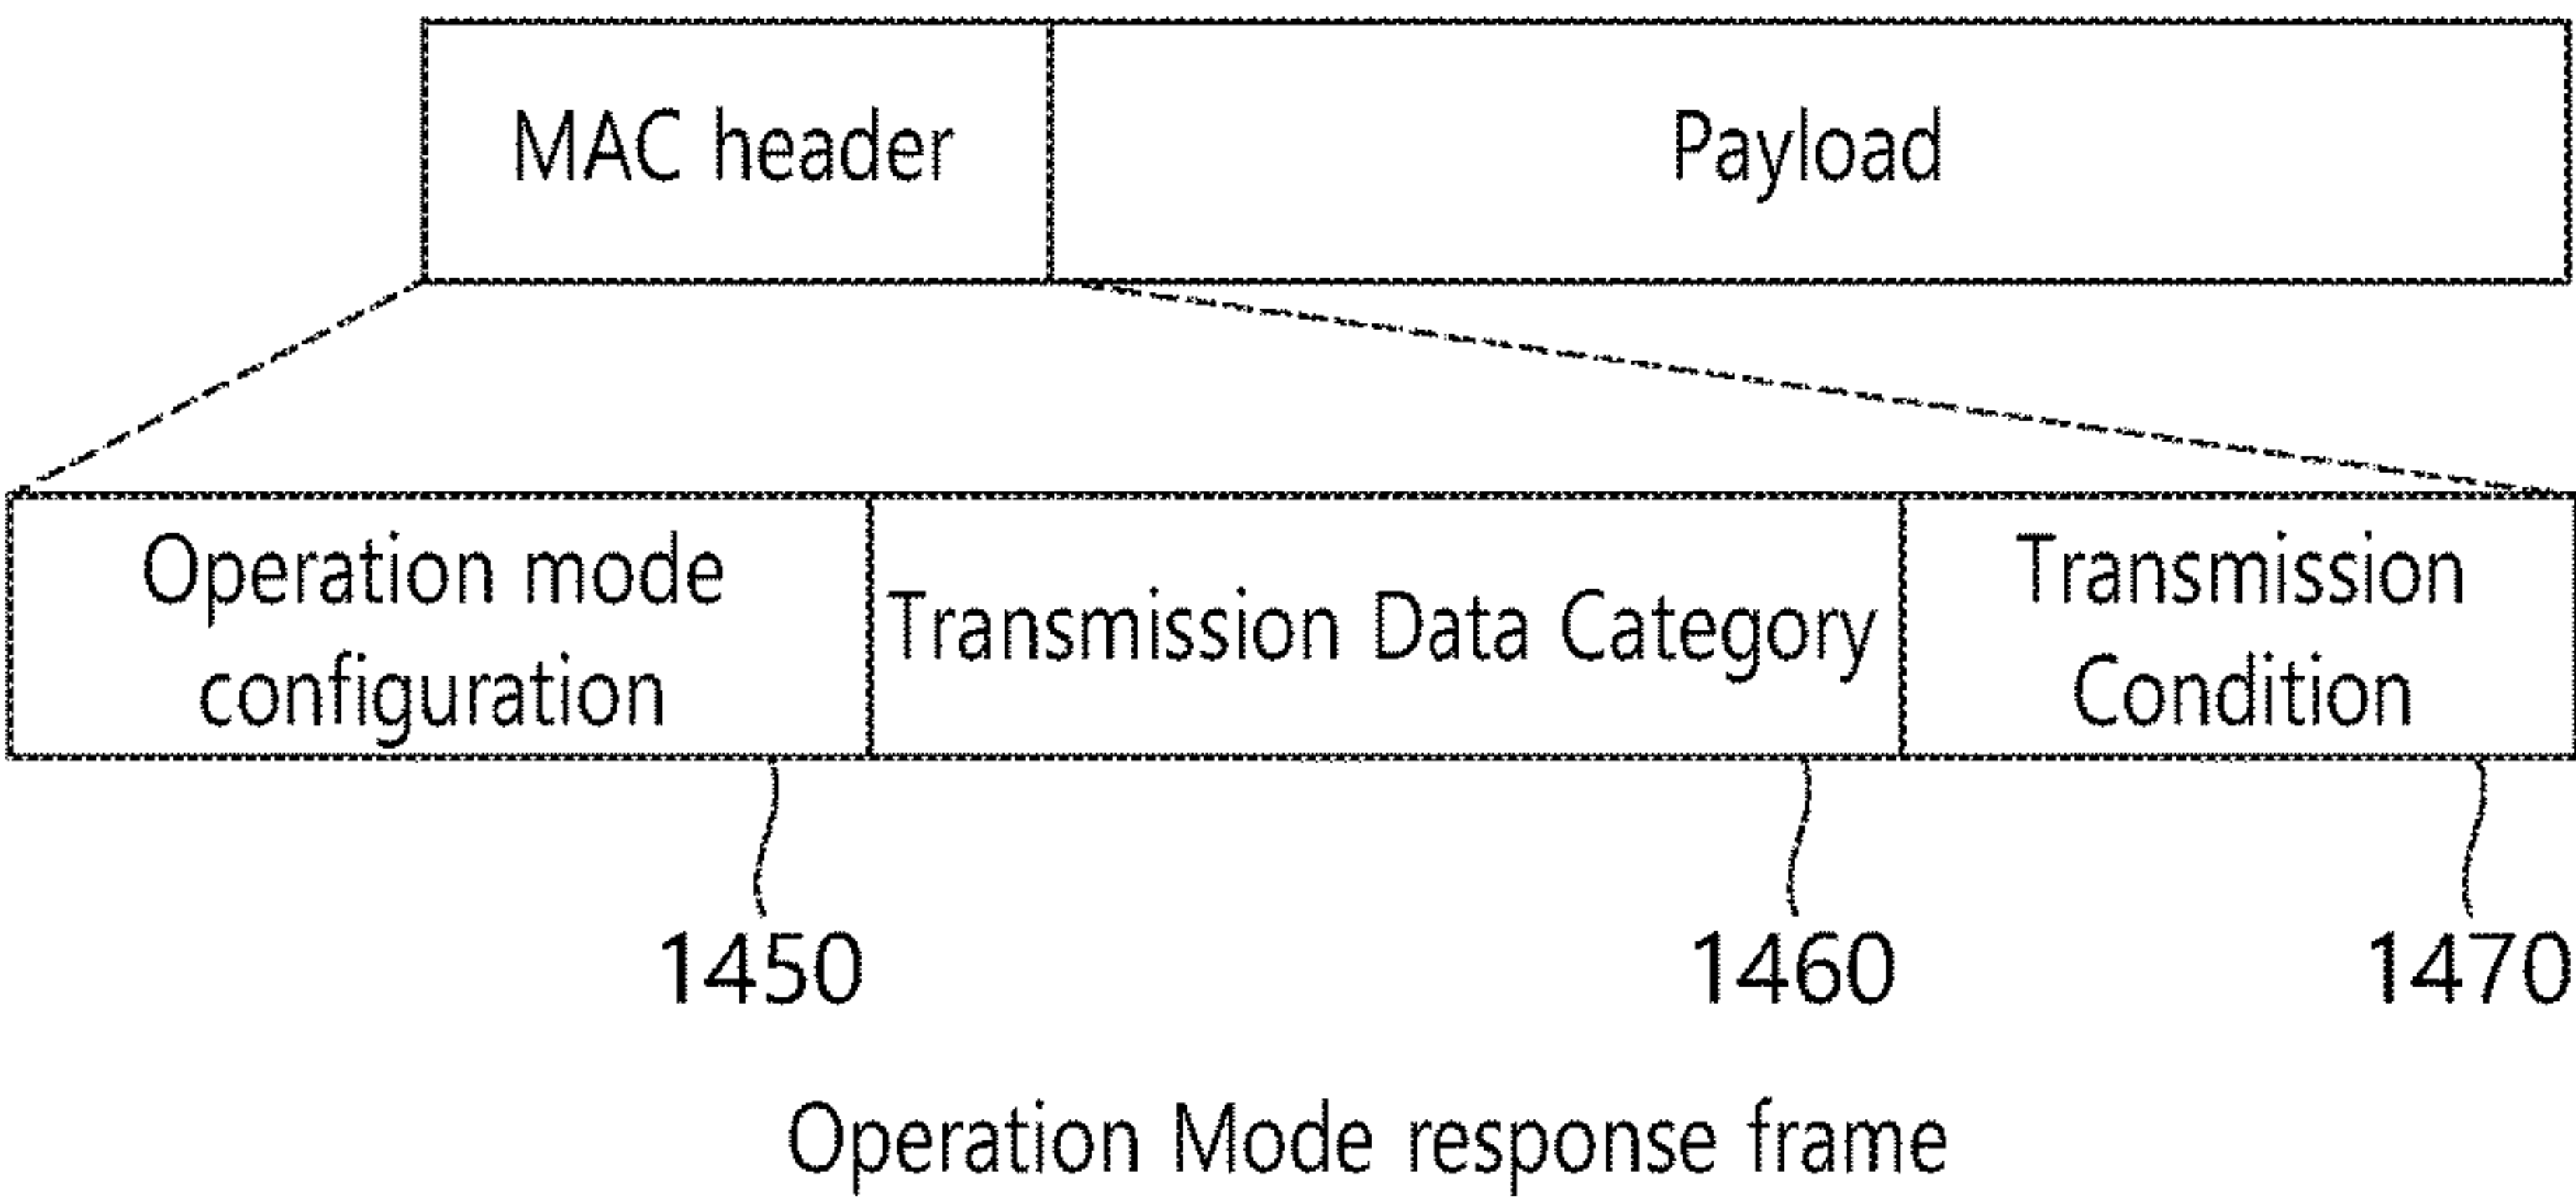 MAC header
Payload
Operation mode
configuration
Transmission Data Category
Transmission
Condition
1450
1460
1470
Operation Mode response frame